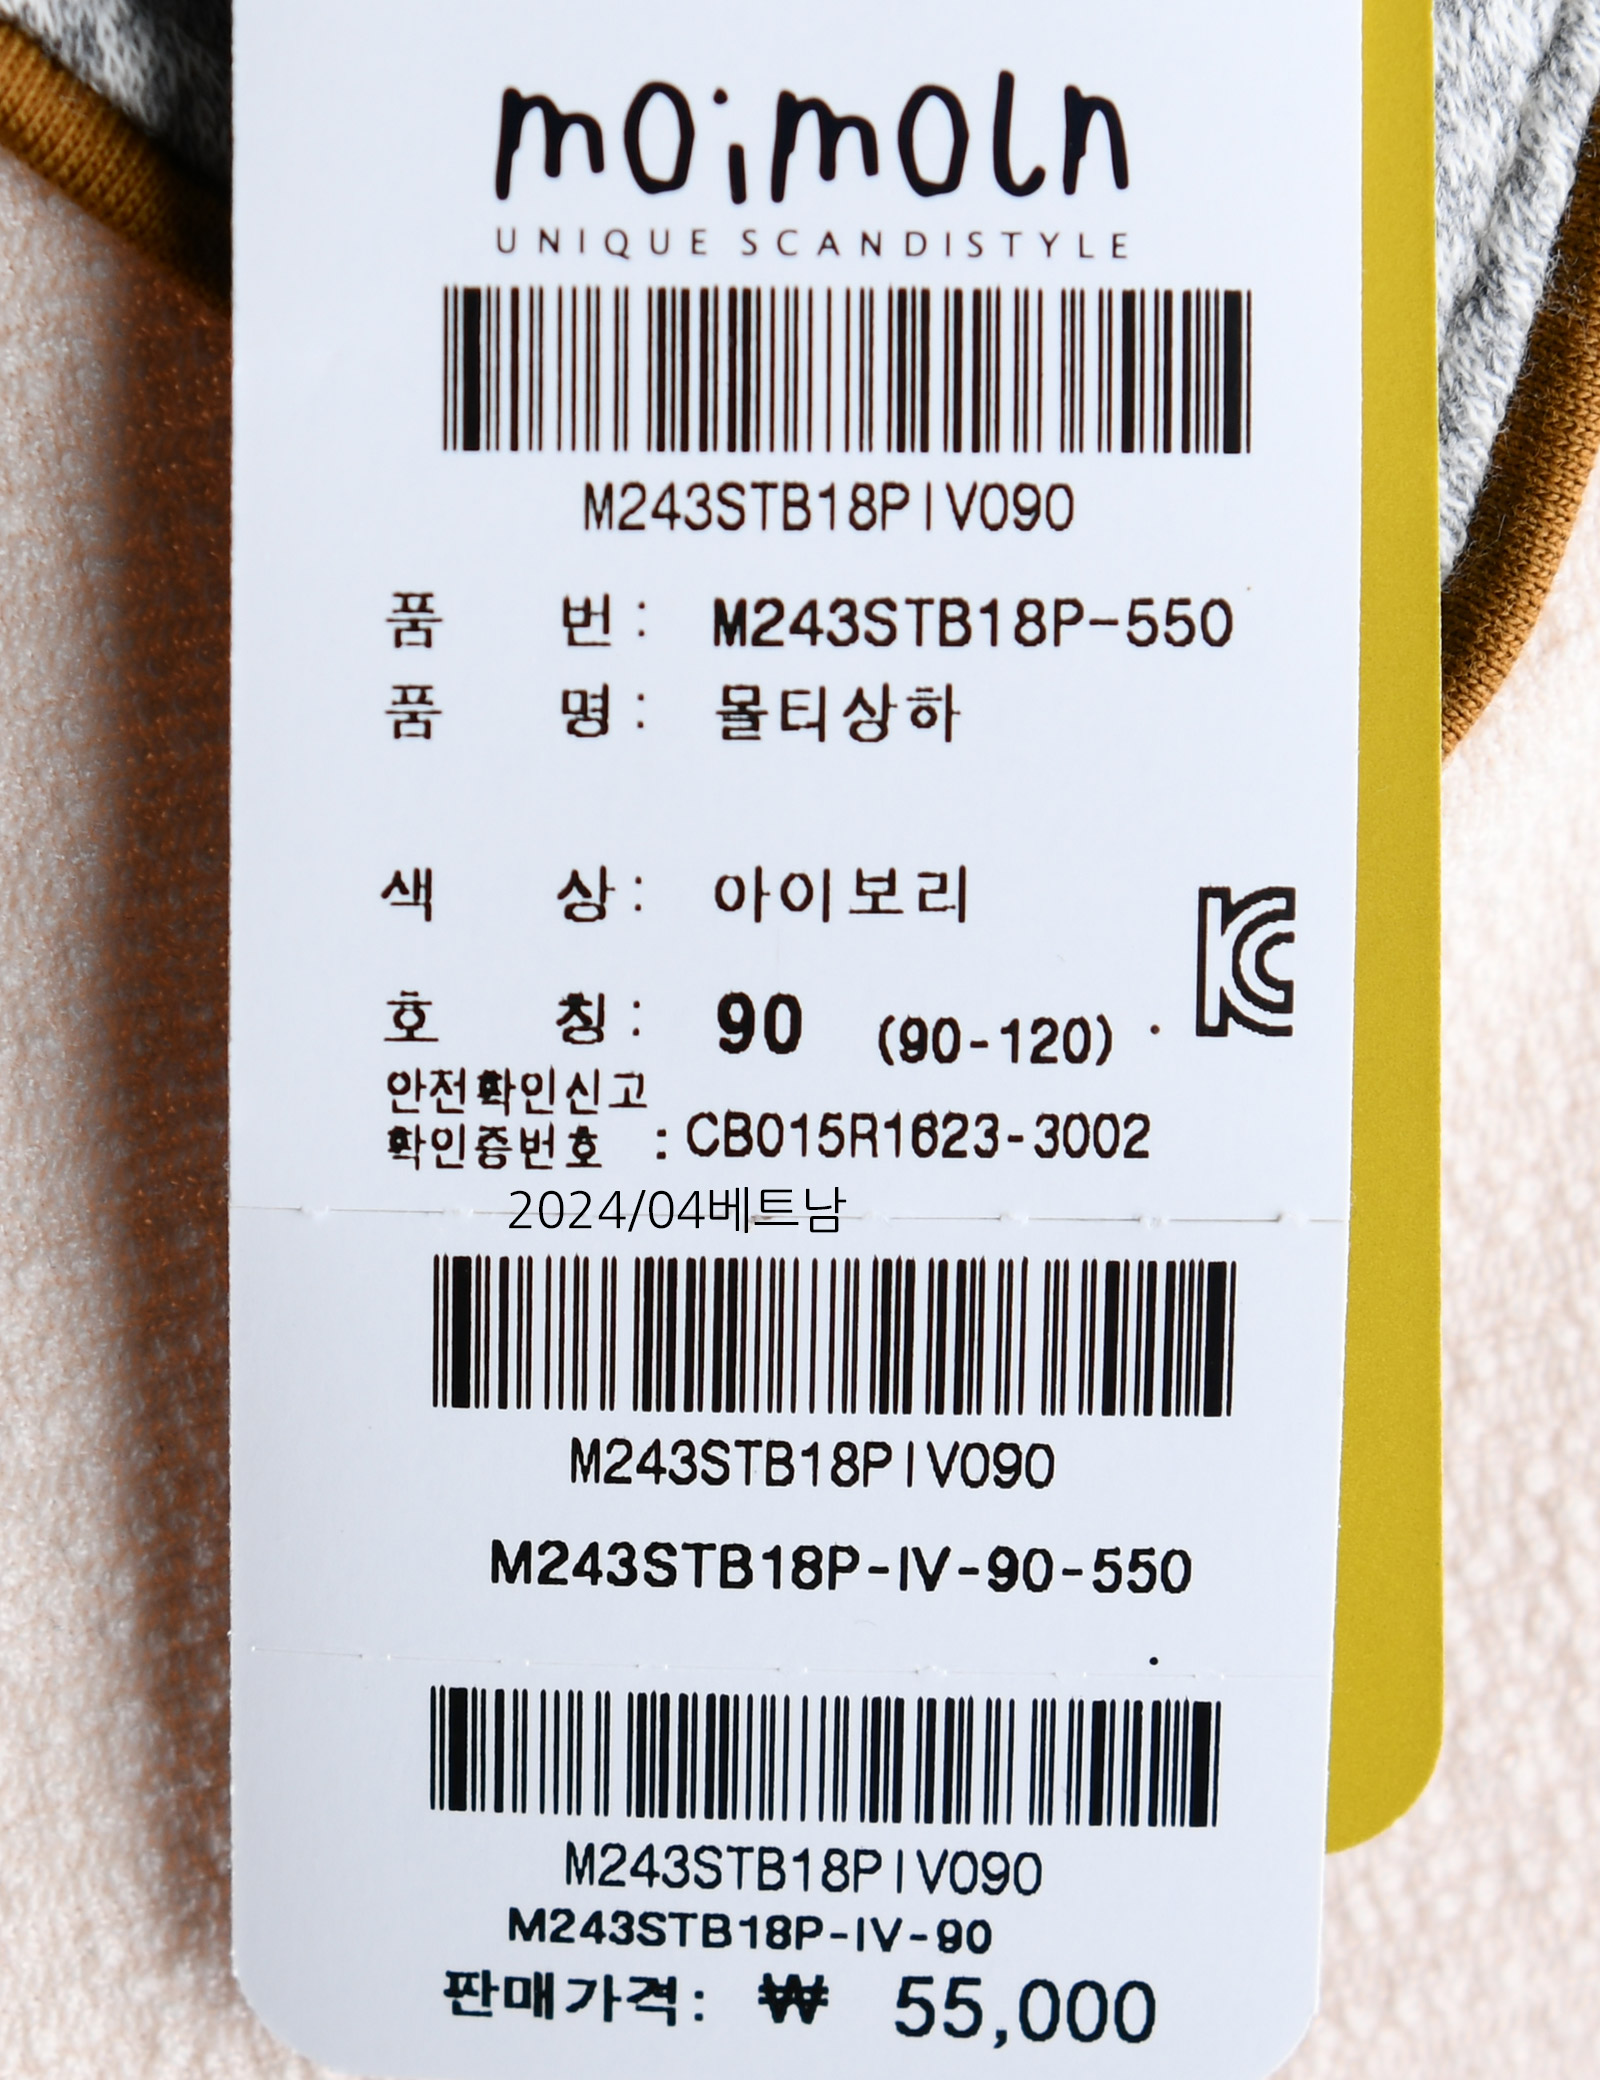 moimoln
UNIQUE SCANDISTYLE
M243STB18PIV090
품 번: M243STB18P-550
품 명: 몰티상하
색 상: 아이보리
호 칭: 90 (90-120)
안전확인신고
확인증번호 : CB015R1623-3002
2024/04베트남
M243STB18PIV090
M243STB18P-IV-90-550
M243STB18PIV090
M243STB18P-IV-90
판매가격: ₩ 55,000